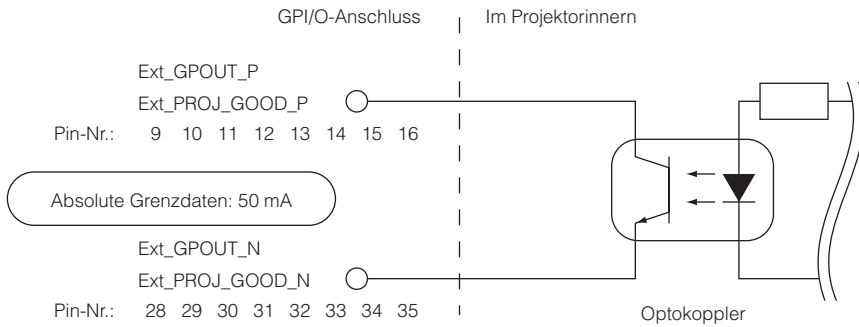 GPI/O-Anschluss
Im Projektorinnern
Ext_GPOUT_P
Ext_PROJ_GOOD_P
Pin-Nr.: 9 10 11 12 13 14 15 16
Absolute Grenzdaten: 50 mA
Ext_GPOUT_N
Ext_PROJ_GOOD_N
Pin-Nr.: 28 29 30 31 32 33 34 35
Optokoppler